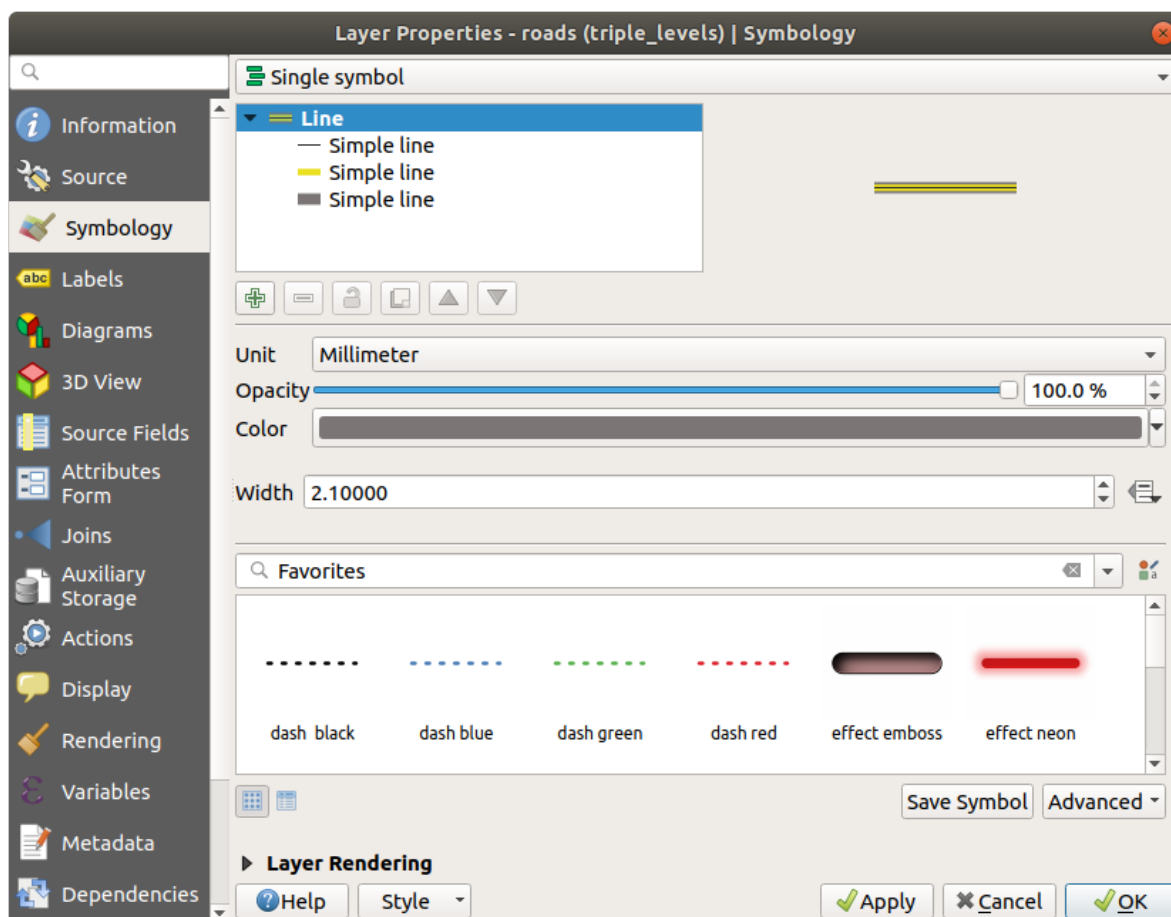 Layer Properties - roads (triple_levels) | Symbology
Information
Source
Symbology
abc Labels
Diagrams
3D View
Source Fields
Attributes
Form
Joins
Auxiliary
Storage
Actions
Display
Rendering
Variables
Metadata
Dependencies
Single symbol
Line
Simple line
Simple line
Simple line
Unit Millimeter
Opacity 100.0 %
Color
Width 2.10000
Favorites
dash  black dash blue dash green dash red effect emboss effect neon
Save Symbol Advanced
Layer Rendering
Help Style Apply Cancel OK